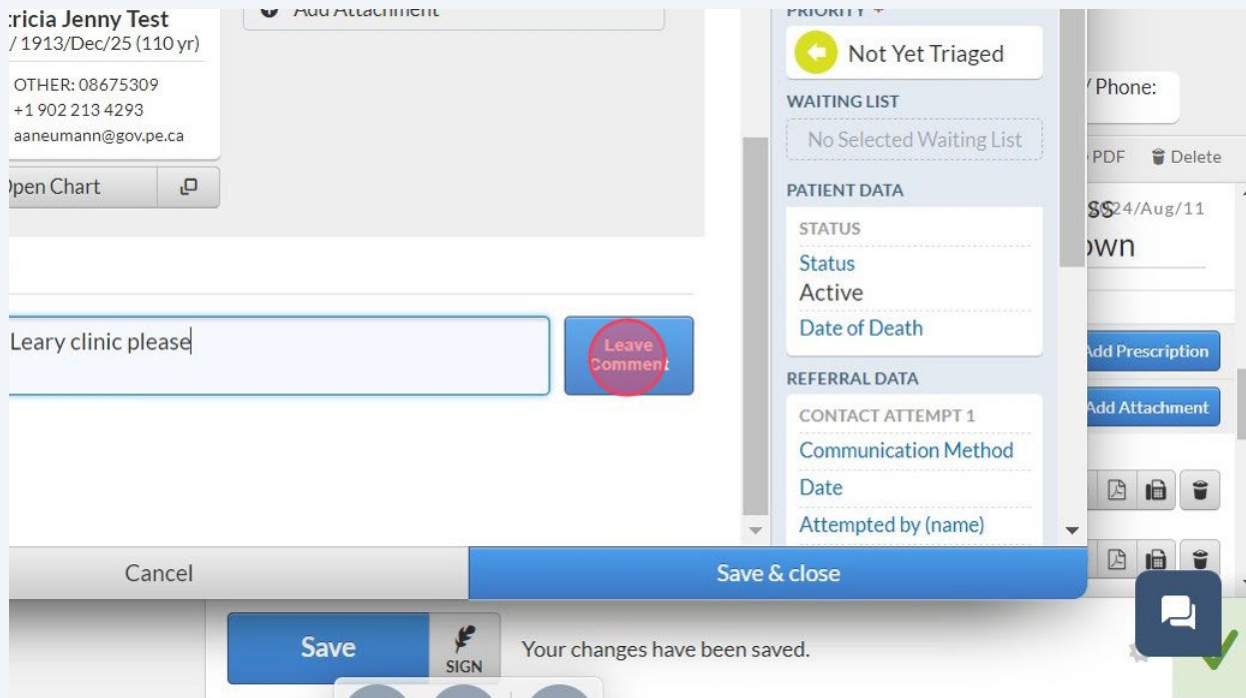 tricia Jenny Test
/ 1913/Dec/25 (110 yr)
OTHER: 08675309
+1 902 213 4293
aaneumann@gov.pe.ca
Open Chart
Add Attachment
Leary clinic please
Leave
Comment
PRIORITY *
Not Yet Triaged
WAITING LIST
No Selected Waiting List
PATIENT DATA
STATUS
Status
Active
Date of Death
REFERRAL DATA
CONTACT ATTEMPT 1
Communication Method
Date
Attempted by (name)
Cancel
Save & close
/ Phone:
PDF
Delete
2024/Aug/11
own
Add Prescription
Add Attachment
Save
SIGN
Your changes have been saved.